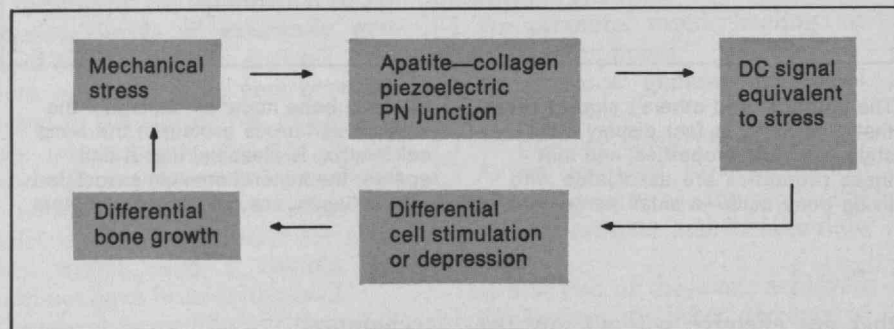 Mechanical
stress
Apatite—collagen
piezoelectric
PN junction
DC signal
equivalent
to stress
Differential
cell stimulation
or depression
Differential
bone growth